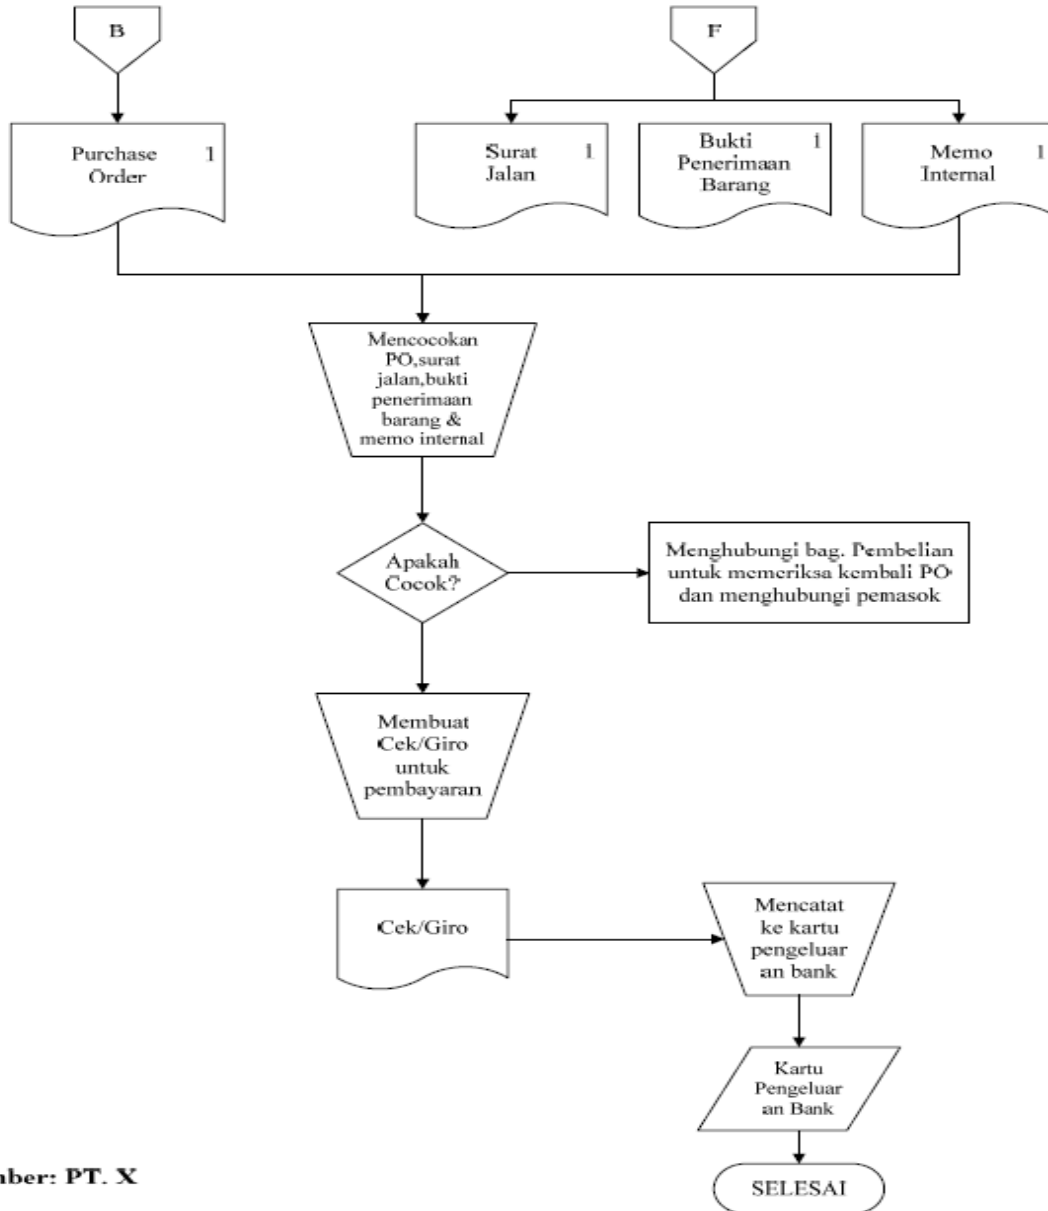 B
F
Purchase 1
Order
Surat 1
Jalan
Bukti 1
Penerimaan
Barang
Memo 1
Internal
Mencocokan
PO,surat
jalan,bukti
penerimaan
barang &
memo internal
Apakah
Cocok?
Menghubungi bag. Pembelian
untuk memeriksa kembali PO
dan menghubungi pemasok
Membuat
Cek/Giro
untuk
pembayaran
Cek/Giro
Mencatat
ke kartu
pengeluar
an bank
Kartu
Pengeluar
an Bank
SELESAI
mber: PT. X